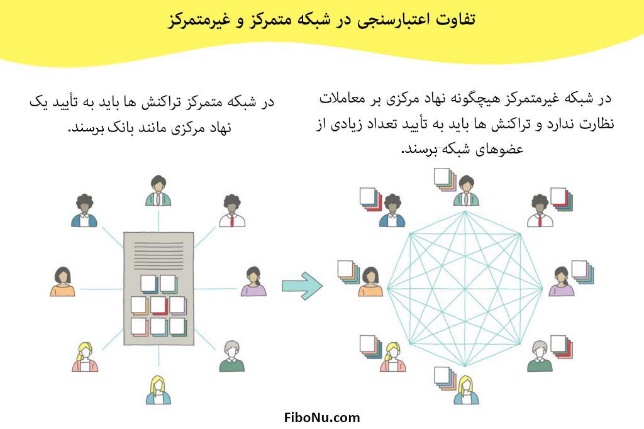 تفاوت اعتبارسنجی در شبکه متمرکز و غیرمتمرکز
در شبکه غیرمتمرکز هیچگونه نهاد مرکزی بر معاملات
نظارت ندارد و تراکنش ها باید به تأیید تعداد زیادی از
عضوهای شبکه برسند.
در شبکه متمرکز تراکنش ها باید به تأیید یک
نهاد مرکزی مانند بانک برسند.
FiboNu.com